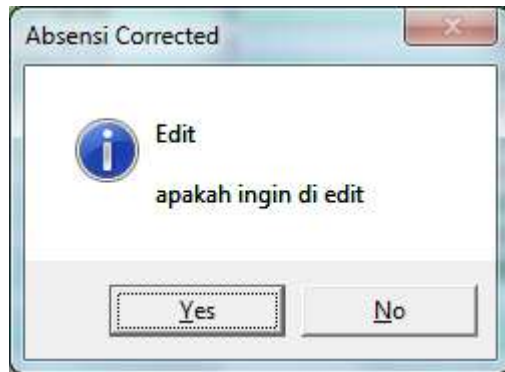 Absensi Corrected
Edit
apakah ingin di edit
Yes
No